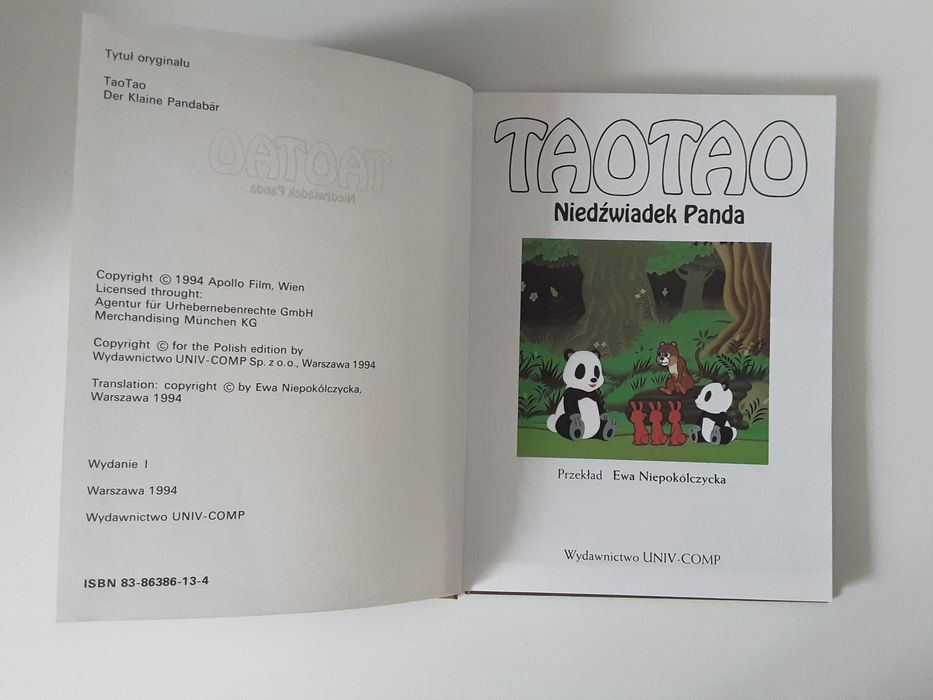 Tytuł oryginału
TaoTao
Der Klaine Pandabär
TAOTAO
Niedźwiadek Panda
Copyright © 1994 Apollo Film, Wien
Licensed throught:
Agentur für Urhebernebenrechte GmbH
Merchandising München KG
Copyright © for the Polish edition by
Wydawnictwo UNIV-COMP Sp. z o.o., Warszawa 1994
Translation: copyright © by Ewa Niepokólczycka,
Warszawa 1994
Wydanie I
Warszawa 1994
Wydawnictwo UNIV-COMP
ISBN 83-86386-13-4
TAOTAO
Niedźwiadek Panda
Przekład Ewa Niepokólczycka
Wydawnictwo UNIV-COMP